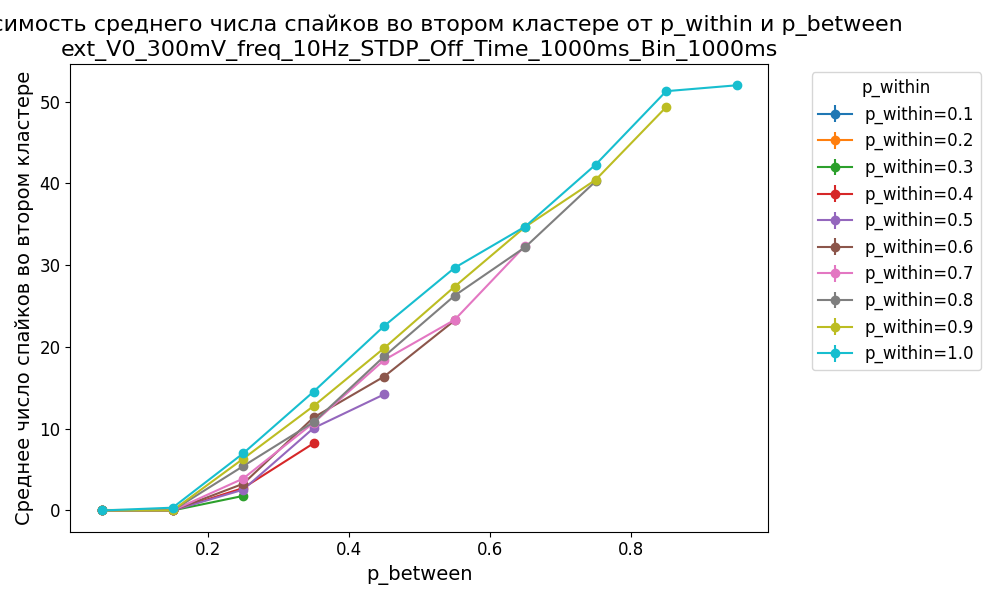 симость среднего числа спайков во втором кластере от p_within и p_between
ext_V0_300mV_freq_10Hz_STDP_Off_Time_1000ms_Bin_1000ms
Среднее число спайков во втором кластере
50
40
30
20
10
0
0.2
0.4
0.6
0.8
p_between
p_within
p_within=0.1
p_within=0.2
p_within=0.3
p_within=0.4
p_within=0.5
p_within=0.6
p_within=0.7
p_within=0.8
p_within=0.9
p_within=1.0